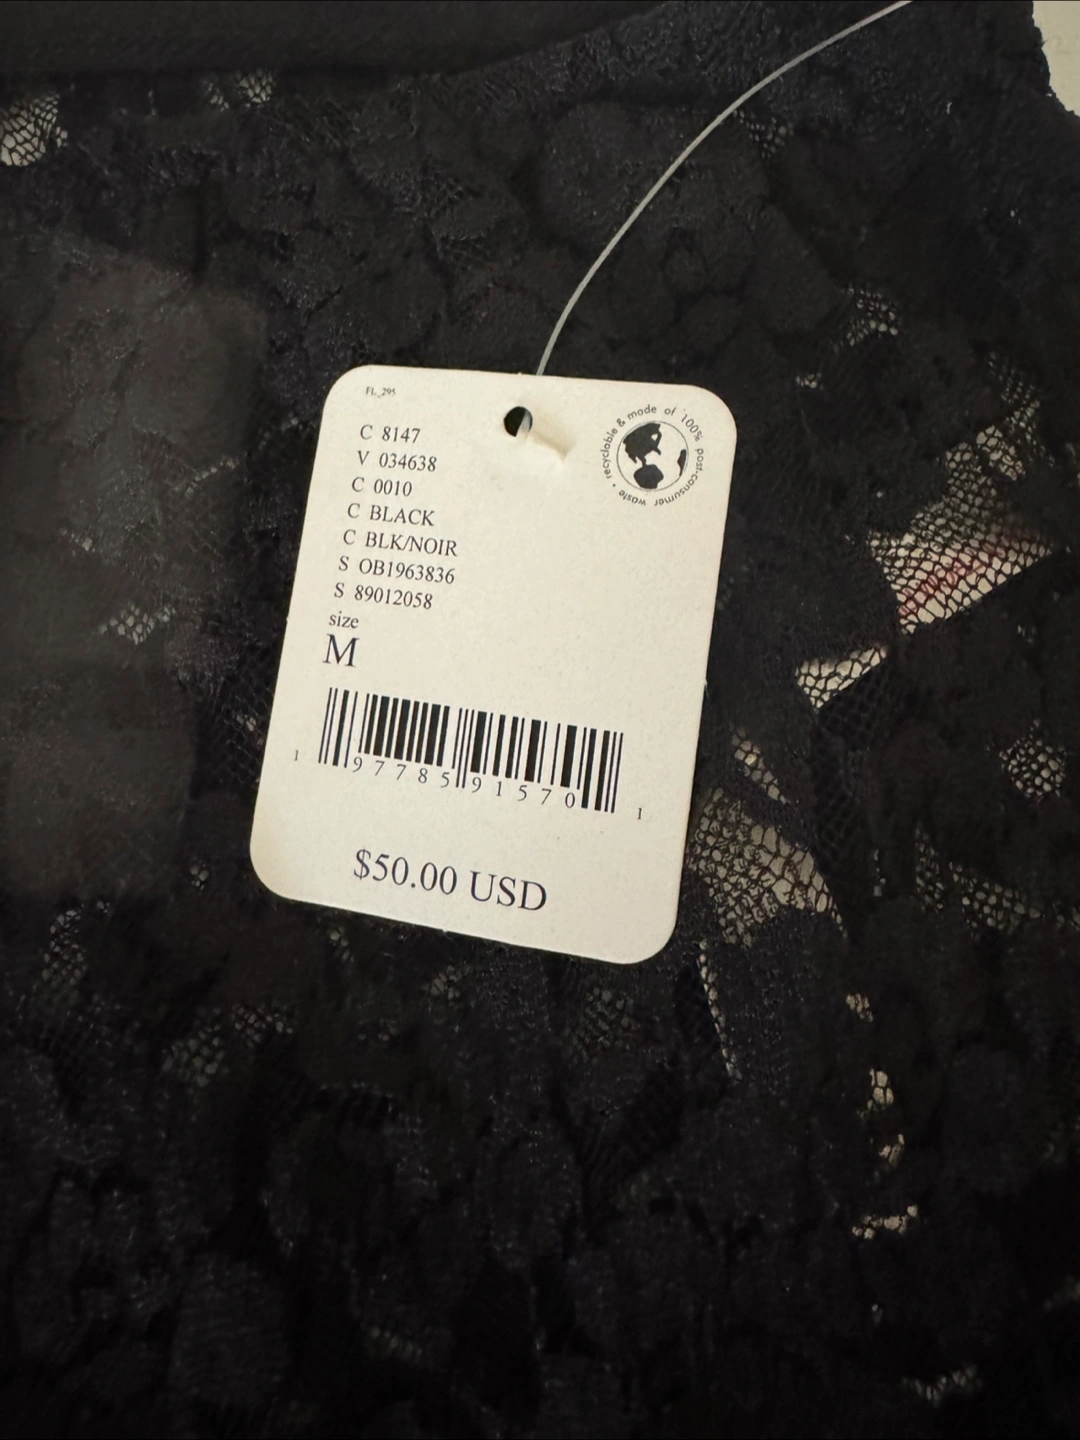 FL_295
recyclable & made of 100% post-consumer waste •
C 8147
V 034638
C 0010
C BLACK
C BLK/NOIR
S OB1963836
S 89012058
size
M
1 97785 91570 1
$50.00 USD